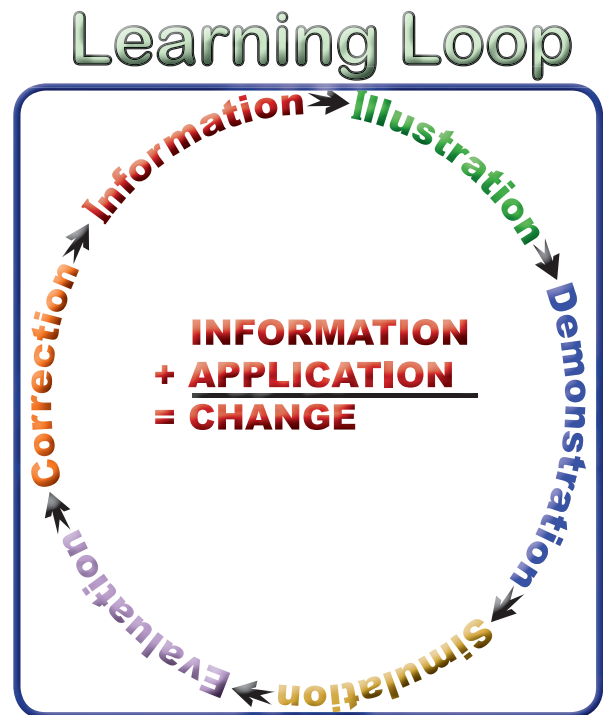 Learning Loop
Information
Illustration
Demonstration
Simulation
Evaluation
Correction
INFORMATION
+ APPLICATION
= CHANGE